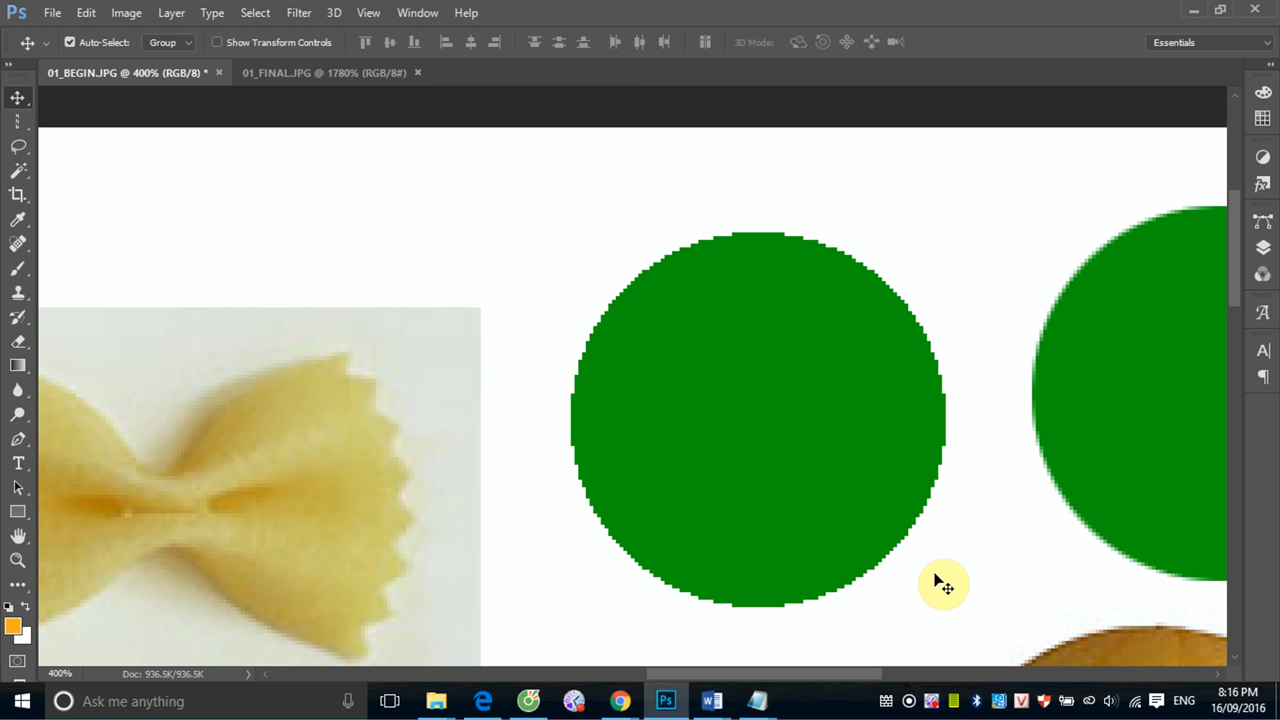 Ps File Edit Image Layer Type Select Filter 3D View Window Help
Auto-Select: Group Show Transform Controls 3D Mode: Essentials
01_BEGIN.JPG @ 400% (RGB/8) * × 01_FINAL.JPG @ 1780% (RGB/8#) ×
400% Doc: 936.5K/936.5K
Ask me anything ENG 8:16 PM
16/09/2016